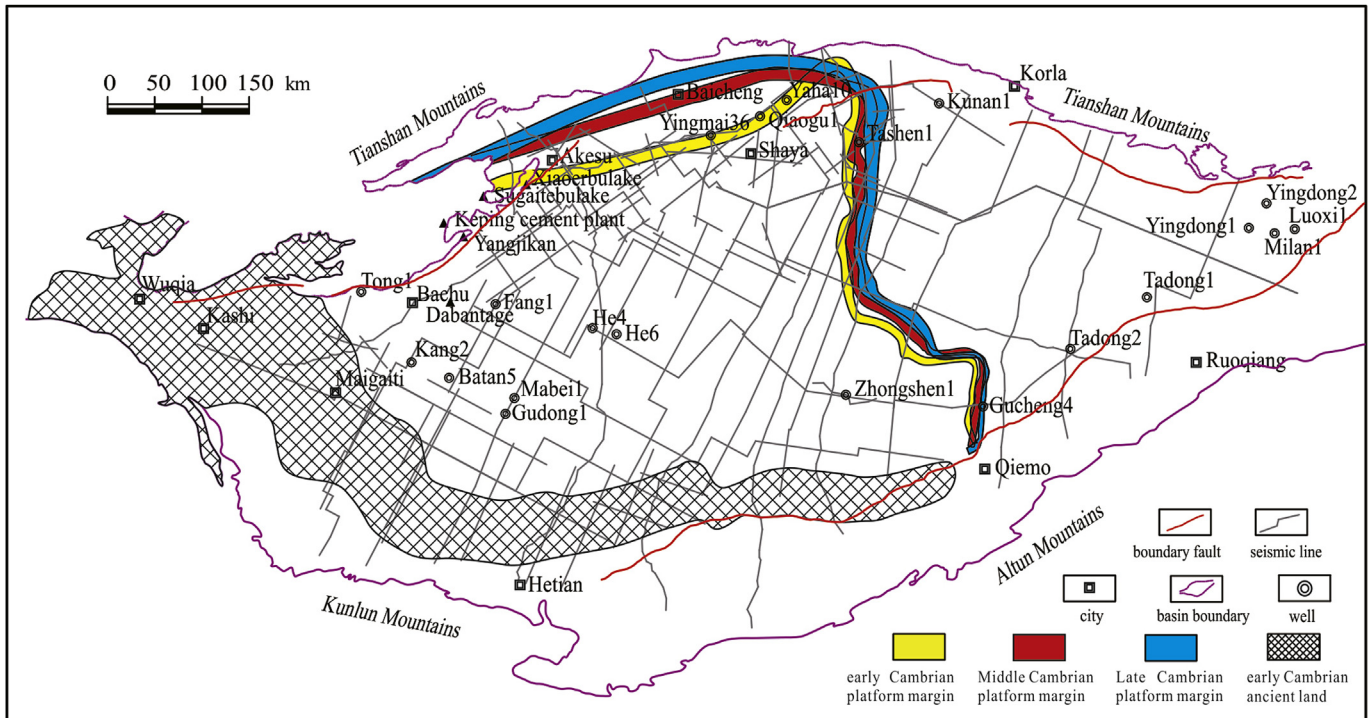 0 50 100 150 km
Tianshan Mountains
Korla
Tianshan Mountains
Baicheng
Yaha10
Kunan1
Qiaogu1
Yingmai36
Tashen1
Akesu
Shaya
Xiaoerbulake
Sugaitebulake
Yingdong2
Keping cement plant
Luoxi1
Yingdong1
Milan1
Yangjikan
Wuqia
Tong1
Bachu
Fang1
Tadong1
Dabantage
Kashi
He4
He6
Tadong2
Kang2
Ruoqiang
Batan5
Maigaiti
Mabei1
Zhongshen1
Gudong1
Gucheng4
Qiemo
Hetian
Kunlun Mountains
Altun Mountains
boundary fault
seismic line
city
basin boundary
well
early Cambrian
platform margin
Middle Cambrian
platform margin
Late Cambrian
platform margin
early Cambrian
ancient land